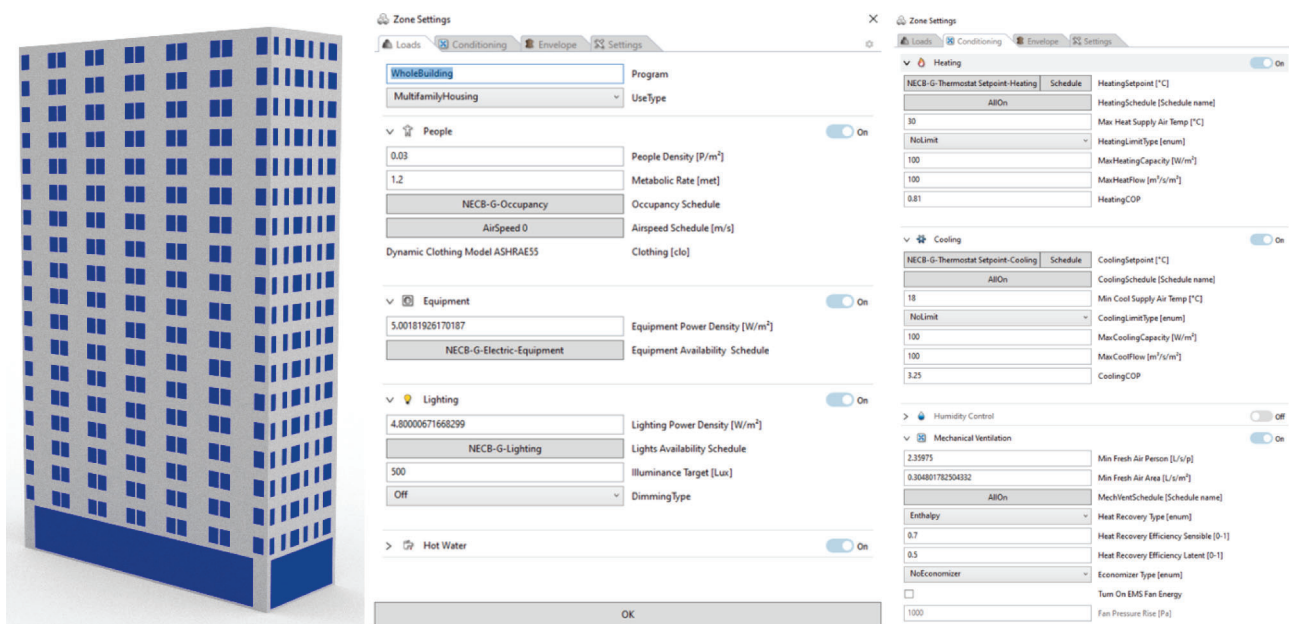 Zone Settings
Loads Conditioning Envelope Settings
WholeBuilding Program
MultifamilyHousing UseType
People On
0.03 People Density [P/m²]
1.2 Metabolic Rate [met]
NECB-G-Occupancy Occupancy Schedule
AirSpeed 0 Airspeed Schedule [m/s]
Dynamic Clothing Model ASHRAE55 Clothing [clo]
Equipment On
5.00181926170187 Equipment Power Density [W/m²]
NECB-G-Electric-Equipment Equipment Availability Schedule
Lighting On
4.80000671668299 Lighting Power Density [W/m²]
NECB-G-Lighting Lights Availability Schedule
500 Illuminance Target [Lux]
Off DimmingType
Hot Water On
OK
Zone Settings
Loads Conditioning Envelope Settings
Heating On
NECB-G-Thermostat Setpoint-Heating Schedule HeatingSetpoint [°C]
AllOn HeatingSchedule [Schedule name]
30 Max Heat Supply Air Temp [°C]
NoLimit HeatingLimitType [enum]
100 MaxHeatingCapacity [W/m²]
100 MaxHeatFlow [m³/s/m²]
0.81 HeatingCOP
Cooling On
NECB-G-Thermostat Setpoint-Cooling Schedule CoolingSetpoint [°C]
AllOn CoolingSchedule [Schedule name]
18 Min Cool Supply Air Temp [°C]
NoLimit CoolingLimitType [enum]
100 MaxCoolingCapacity [W/m²]
100 MaxCoolFlow [m³/s/m²]
3.25 CoolingCOP
Humidity Control Off
Mechanical Ventilation On
2.35975 Min Fresh Air Person [L/s/p]
0.304801782504332 Min Fresh Air Area [L/s/m²]
AllOn MechVentSchedule [Schedule name]
Enthalpy Heat Recovery Type [enum]
0.7 Heat Recovery Efficiency Sensible [0-1]
0.5 Heat Recovery Efficiency Latent [0-1]
NoEconomizer Economizer Type [enum]
Turn On EMS Fan Energy
1000 Fan Pressure Rise [Pa]